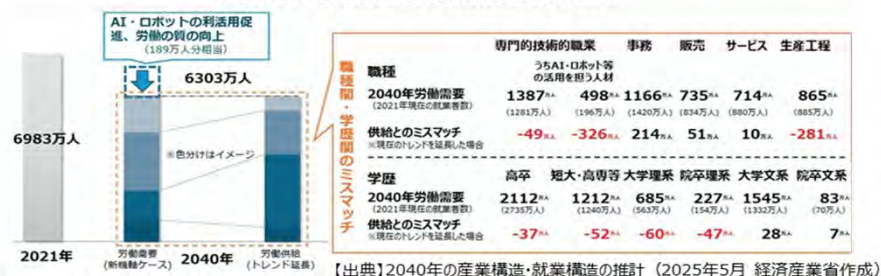 AI・ロボットの利活用促
進、労働の質の向上
(189万人分相当)
6303万人
6983万人
※色分けはイメージ
2021年
労働需要
(新機軸ケース)
2040年
労働供給
(トレンド延長)
職種間・学歴間のミスマッチ
専門的技術的職業 事務 販売 サービス 生産工程
職種
うちAI・ロボット等
の活用を担う人材
2040年労働需要 1387万人 498万人 1166万人 735万人 714万人 865万人
(2021年現在の就業者数) (1281万人) (196万人) (1420万人) (834万人) (880万人) (885万人)
供給とのミスマッチ -49万人 -326万人 214万人 51万人 10万人 -281万人
※現在のトレンドを延長した場合
学歴 高卒 短大・高専等 大学理系 院卒理系 大学文系 院卒文系
2040年労働需要 2112万人 1212万人 685万人 227万人 1545万人 83万人
(2021年現在の就業者数) (2735万人) (1240万人) (563万人) (154万人) (1332万人) (70万人)
供給とのミスマッチ -37万人 -52万人 -60万人 -47万人 28万人 7万人
※現在のトレンドを延長した場合
【出典】2040年の産業構造・就業構造の推計（2025年5月 経済産業省作成）